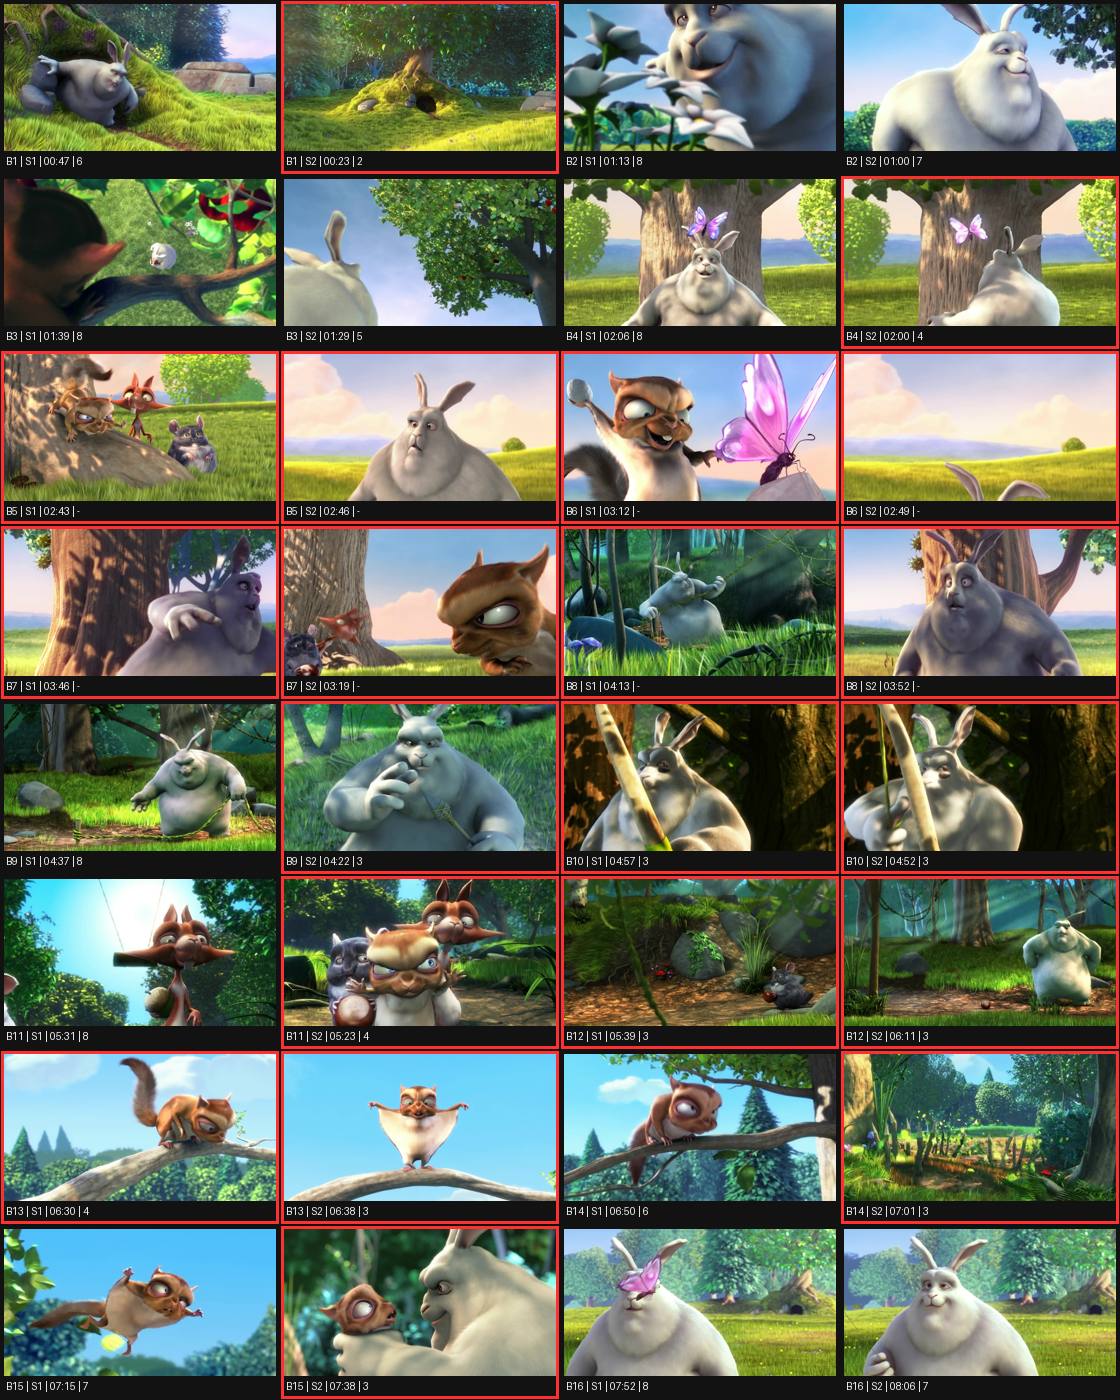 B1 | S1 | 00:47 | 6
B1 | S2 | 00:23 | 2
B2 | S1 | 01:13 | 8
B2 | S2 | 01:00 | 7
B3 | S1 | 01:39 | 8
B3 | S2 | 01:29 | 5
B4 | S1 | 02:06 | 8
B4 | S2 | 02:00 | 4
B5 | S1 | 02:43 | -
B5 | S2 | 02:46 | -
B6 | S1 | 03:12 | -
B6 | S2 | 02:49 | -
B7 | S1 | 03:46 | -
B7 | S2 | 03:19 | -
B8 | S1 | 04:13 | -
B8 | S2 | 03:52 | -
B9 | S1 | 04:37 | 8
B9 | S2 | 04:22 | 3
B10 | S1 | 04:57 | 3
B10 | S2 | 04:52 | 3
B11 | S1 | 05:31 | 8
B11 | S2 | 05:23 | 4
B12 | S1 | 05:39 | 3
B12 | S2 | 06:11 | 3
B13 | S1 | 06:30 | 4
B13 | S2 | 06:38 | 3
B14 | S1 | 06:50 | 6
B14 | S2 | 07:01 | 3
B15 | S1 | 07:15 | 7
B15 | S2 | 07:38 | 3
B16 | S1 | 07:52 | 8
B16 | S2 | 08:06 | 7